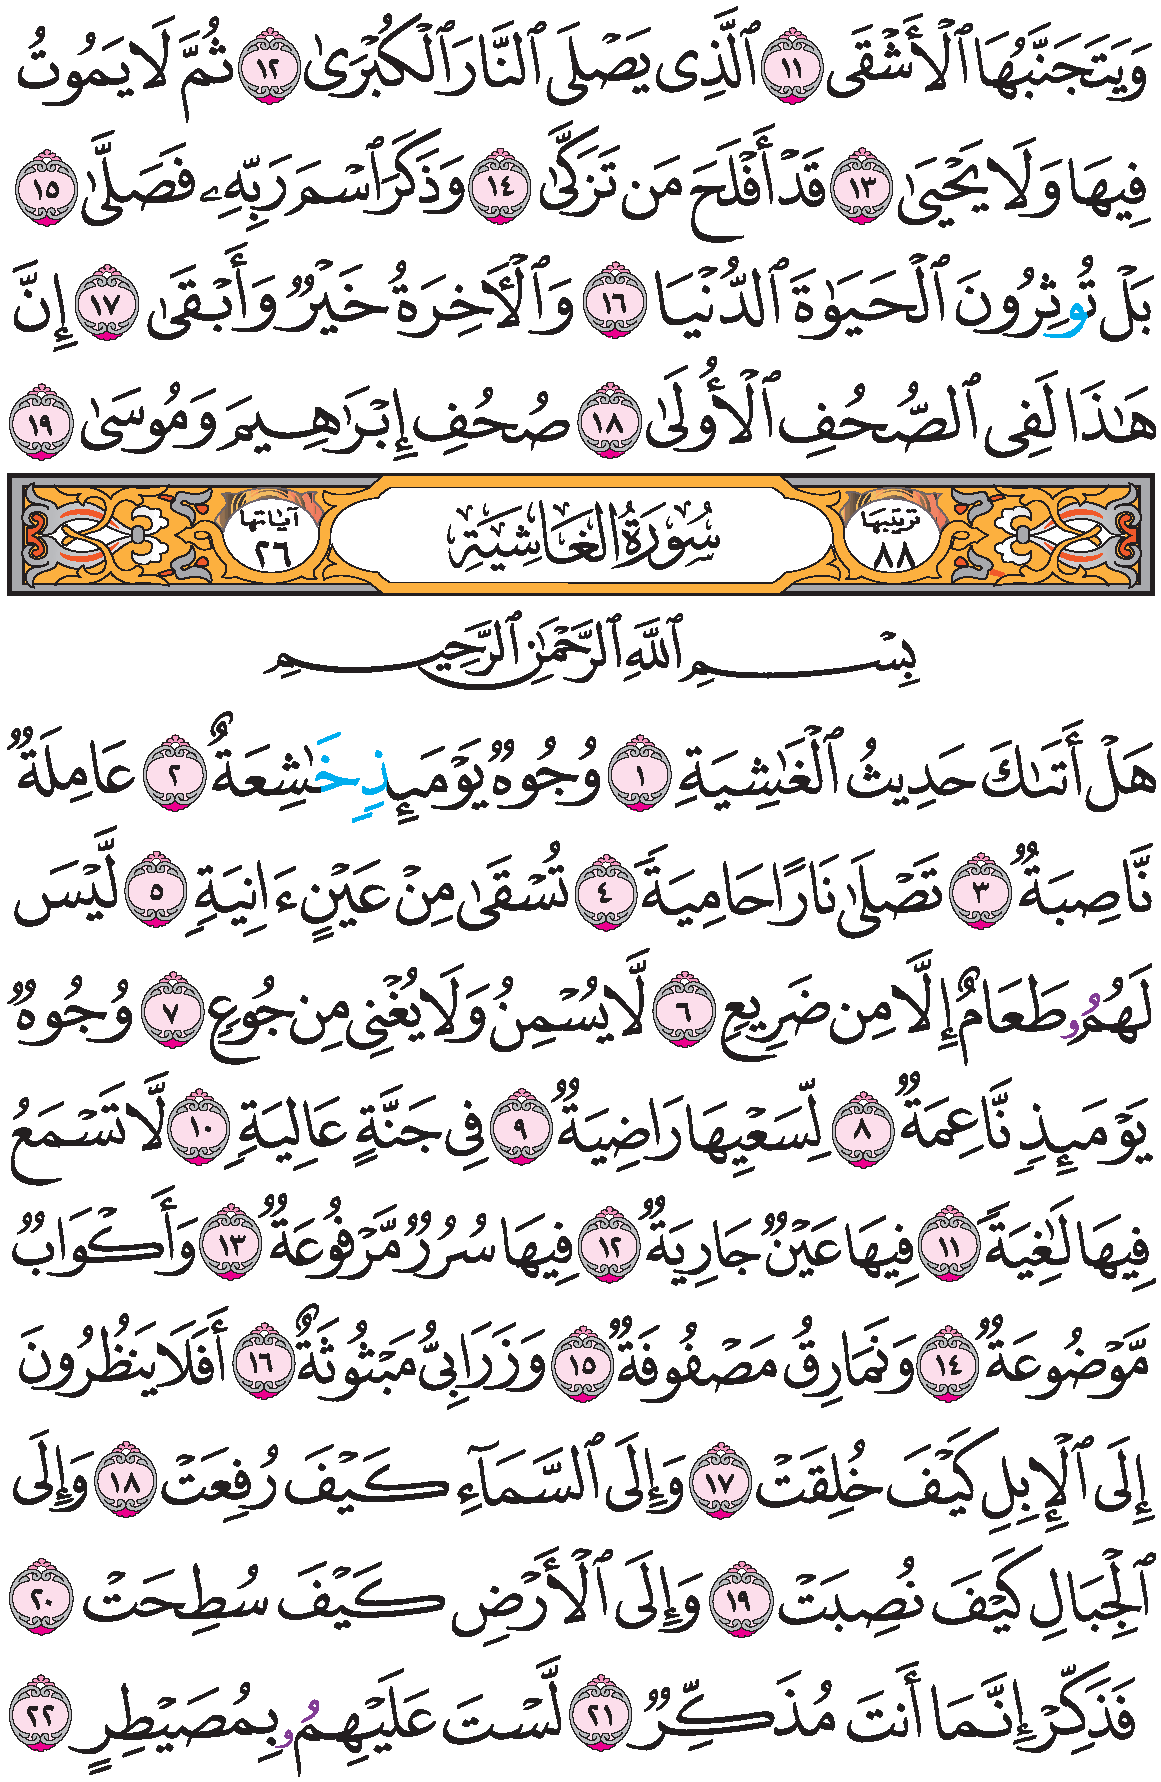 وَيَتَجَنَّبُهَا ٱلْأَشْقَى ١١ ٱلَّذِى يَصْلَى ٱلنَّارَ ٱلْكُبْرَىٰ ١٢ ثُمَّ لَا يَمُوتُ
فِيهَا وَلَا يَحْيَىٰ ١٣ قَدْ أَفْلَحَ مَن تَزَكَّىٰ ١٤ وَذَكَرَ ٱسْمَ رَبِّهِۦ فَصَلَّىٰ ١٥
بَلْ تُوثِرُونَ ٱلْحَيَوٰةَ ٱلدُّنْيَا ١٦ وَٱلْأَخِرَةُ خَيْرٌ وَأَبْقَىٰ ١٧ إِنَّ
هَٰذَا لَفِى ٱلصُّحُفِ ٱلْأُولَىٰ ١٨ صُحُفِ إِبْرَٰهِيمَ وَمُوسَىٰ ١٩
ترتيبها ٨٨ سُورَةُ الغَاشِيَةِ آياتها ٢٦
بِسْمِ ٱللَّهِ ٱلرَّحْمَٰنِ ٱلرَّحِيمِ
هَلْ أَتَىٰكَ حَدِيثُ ٱلْغَٰشِيَةِ ١ وُجُوهٌ يَوْمَئِذٍ خَٰشِعَةٌ ٢ عَامِلَةٌ
نَّاصِبَةٌ ٣ تَصْلَىٰ نَارًا حَامِيَةً ٤ تُسْقَىٰ مِنْ عَيْنٍ ءَانِيَةٍ ٥ لَّيْسَ
لَهُمُۥ طَعَامٌ إِلَّا مِن ضَرِيعٍ ٦ لَّا يُسْمِنُ وَلَا يُغْنِى مِن جُوعٍ ٧ وُجُوهٌ
يَوْمَئِذٍ نَّاعِمَةٌ ٨ لِّسَعْيِهَا رَاضِيَةٌ ٩ فِى جَنَّةٍ عَالِيَةٍ ١٠ لَّا تَسْمَعُ
فِيهَا لَٰغِيَةً ١١ فِيهَا عَيْنٌ جَارِيَةٌ ١٢ فِيهَا سُرُرٌ مَّرْفُوعَةٌ ١٣ وَأَكْوَابٌ
مَّوْضُوعَةٌ ١٤ وَنَمَارِقُ مَصْفُوفَةٌ ١٥ وَزَرَابِىُّ مَبْثُوثَةٌ ١٦ أَفَلَا يَنظُرُونَ
إِلَى ٱلْإِبِلِ كَيْفَ خُلِقَتْ ١٧ وَإِلَى ٱلسَّمَآءِ كَيْفَ رُفِعَتْ ١٨ وَإِلَى
ٱلْجِبَالِ كَيْفَ نُصِبَتْ ١٩ وَإِلَى ٱلْأَرْضِ كَيْفَ سُطِحَتْ ٢٠
فَذَكِّرْ إِنَّمَا أَنتَ مُذَكِّرٌ ٢١ لَّسْتَ عَلَيْهِمُۥ بِمُصَيْطِرٍ ٢٢